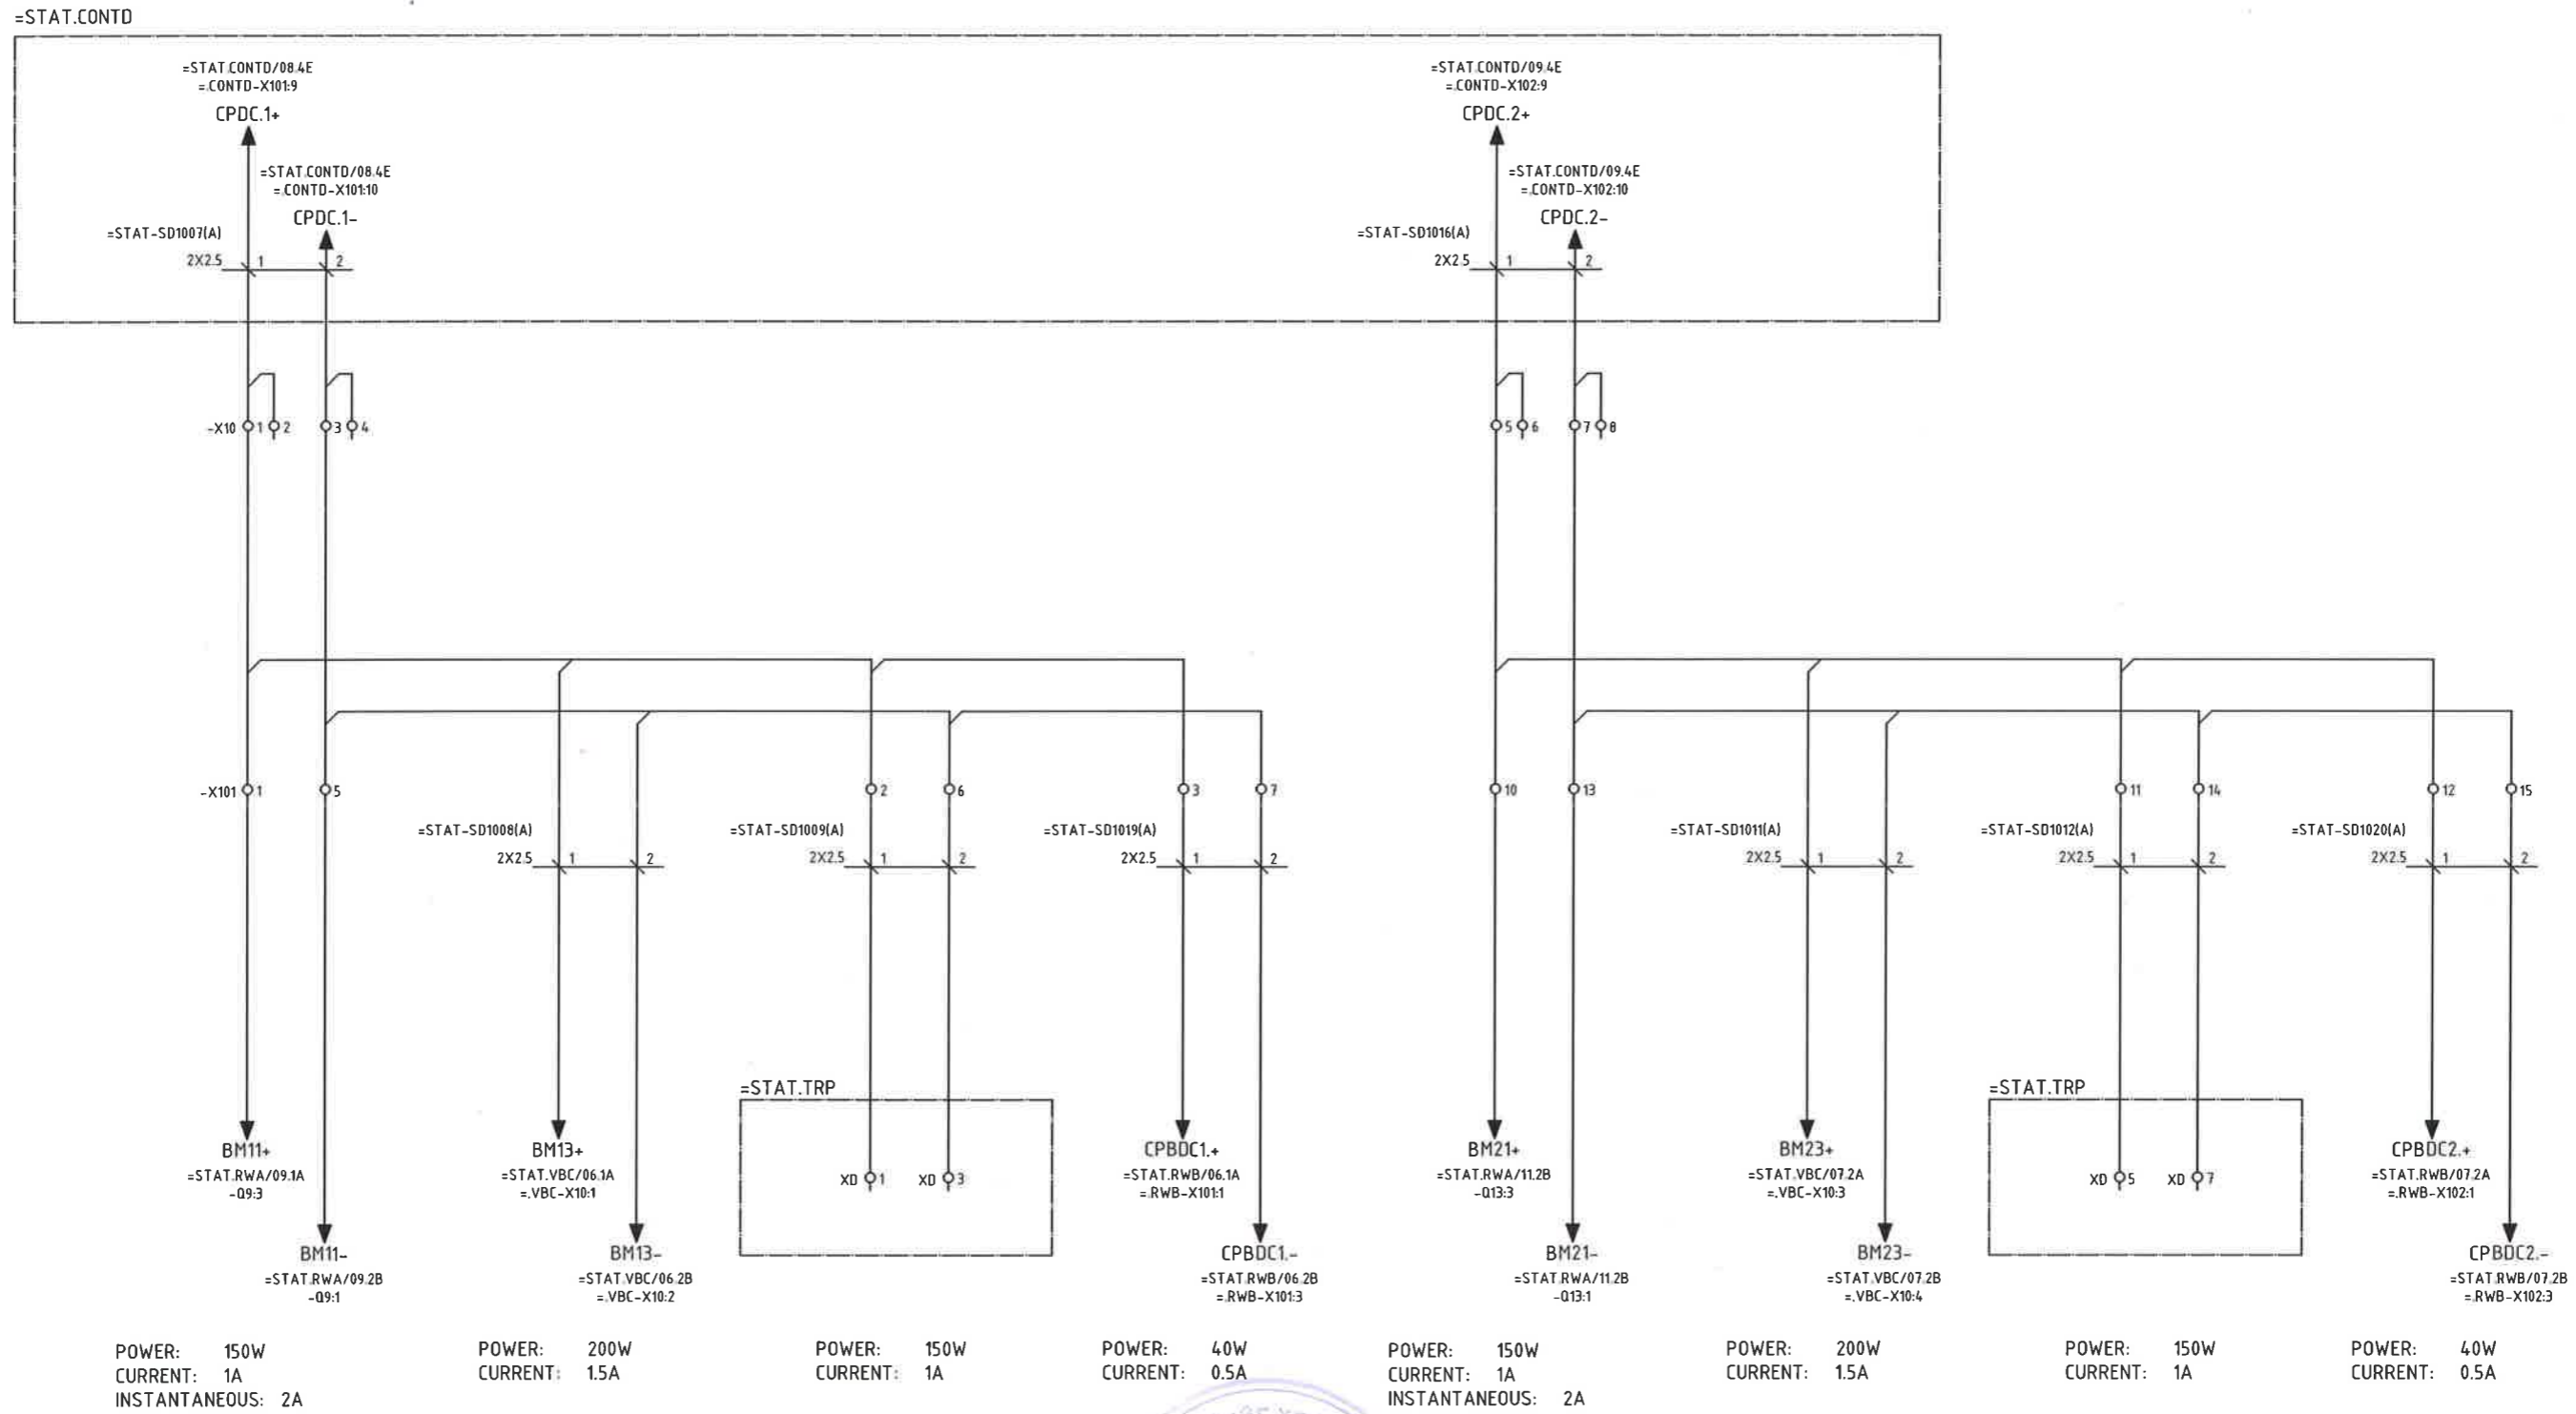 =STAT.CONTD
=STAT.CONTD/08.4E
=.CONTD-X101:9
CPDC.1+
=STAT.CONTD/08.4E
=.CONTD-X101:10
CPDC.1-
=STAT-SD1007(A)
2X2.5 1 2
=STAT.CONTD/09.4E
=.CONTD-X102:9
CPDC.2+
=STAT.CONTD/09.4E
=.CONTD-X102:10
CPDC.2-
=STAT-SD1016(A)
2X2.5 1 2
-X10 1 2 3 4 5 6 7 8
-X101 1 5 2 6 3 7 10 13 11 14 12 15
=STAT-SD1008(A)
2X2.5 1 2
=STAT-SD1009(A)
2X2.5 1 2
=STAT-SD1019(A)
2X2.5 1 2
=STAT-SD1011(A)
2X2.5 1 2
=STAT-SD1012(A)
2X2.5 1 2
=STAT-SD1020(A)
2X2.5 1 2
BM11+
=STAT.RWA/09.1A
-Q9:3
BM11-
=STAT.RWA/09.2B
-Q9:1
BM13+
=STAT.VBC/06.1A
=.VBC-X10:1
BM13-
=STAT.VBC/06.2B
=.VBC-X10:2
=STAT.TRP
XD 1 XD 3
CPBDC1.+
=STAT.RWB/06.1A
=.RWB-X101:1
CPBDC1.-
=STAT.RWB/06.2B
=.RWB-X101:3
BM21+
=STAT.RWA/11.2B
-Q13:3
BM21-
=STAT.RWA/11.2B
-Q13:1
BM23+
=STAT.VBC/07.2A
=.VBC-X10:3
BM23-
=STAT.VBC/07.2B
=.VBC-X10:4
=STAT.TRP
XD 5 XD 7
CPBDC2.+
=STAT.RWB/07.2A
=.RWB-X102:1
CPBDC2.-
=STAT.RWB/07.2B
=.RWB-X102:3
POWER: 150W
CURRENT: 1A
INSTANTANEOUS: 2A
POWER: 200W
CURRENT: 1.5A
POWER: 150W
CURRENT: 1A
POWER: 40W
CURRENT: 0.5A
POWER: 150W
CURRENT: 1A
INSTANTANEOUS: 2A
POWER: 200W
CURRENT: 1.5A
POWER: 150W
CURRENT: 1A
POWER: 40W
CURRENT: 0.5A